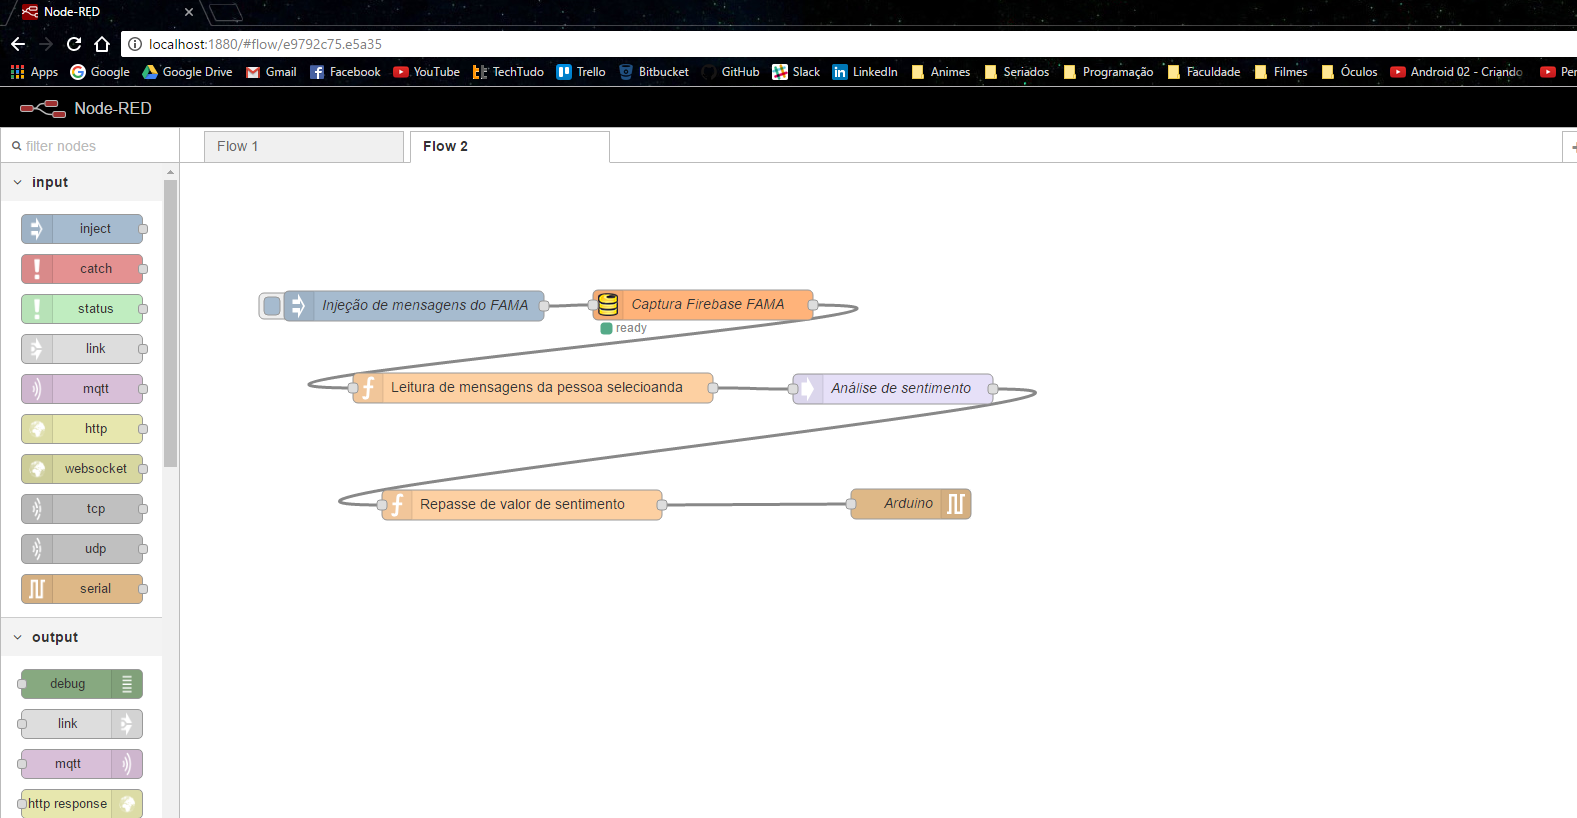 Node-RED
localhost:1880/#flow/e9792c75.e5a35
Apps Google Google Drive Gmail Facebook YouTube TechTudo Trello Bitbucket GitHub Slack LinkedIn Animes Seriados Programação Faculdade Filmes Óculos Android 02 - Criando Per
Node-RED
filter nodes
Flow 1 Flow 2
input
inject
catch
status
link
mqtt
http
websocket
tcp
udp
serial
output
debug
link
mqtt
http response
Injeção de mensagens do FAMA
Captura Firebase FAMA
ready
Leitura de mensagens da pessoa selecioanda
Análise de sentimento
Repasse de valor de sentimento
Arduino